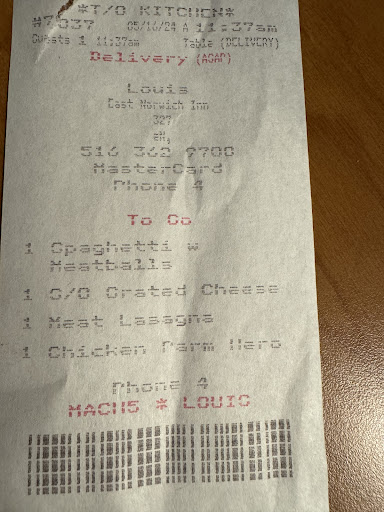 *T/O KITCHEN*
#7037 05/16/24 A 11:37am
Guests 1 11:37am Table (DELIVERY)
Delivery (ASAP)
Louis
East Norwich Inn
327
516 362 9700
MasterCard
Phone 4
To Go
1 Spaghetti w
Meatballs
1 S/O Grated Cheese
1 Meat Lasagna
1 Chicken Parm Hero
Phone 4
MACH5 * LOUIS